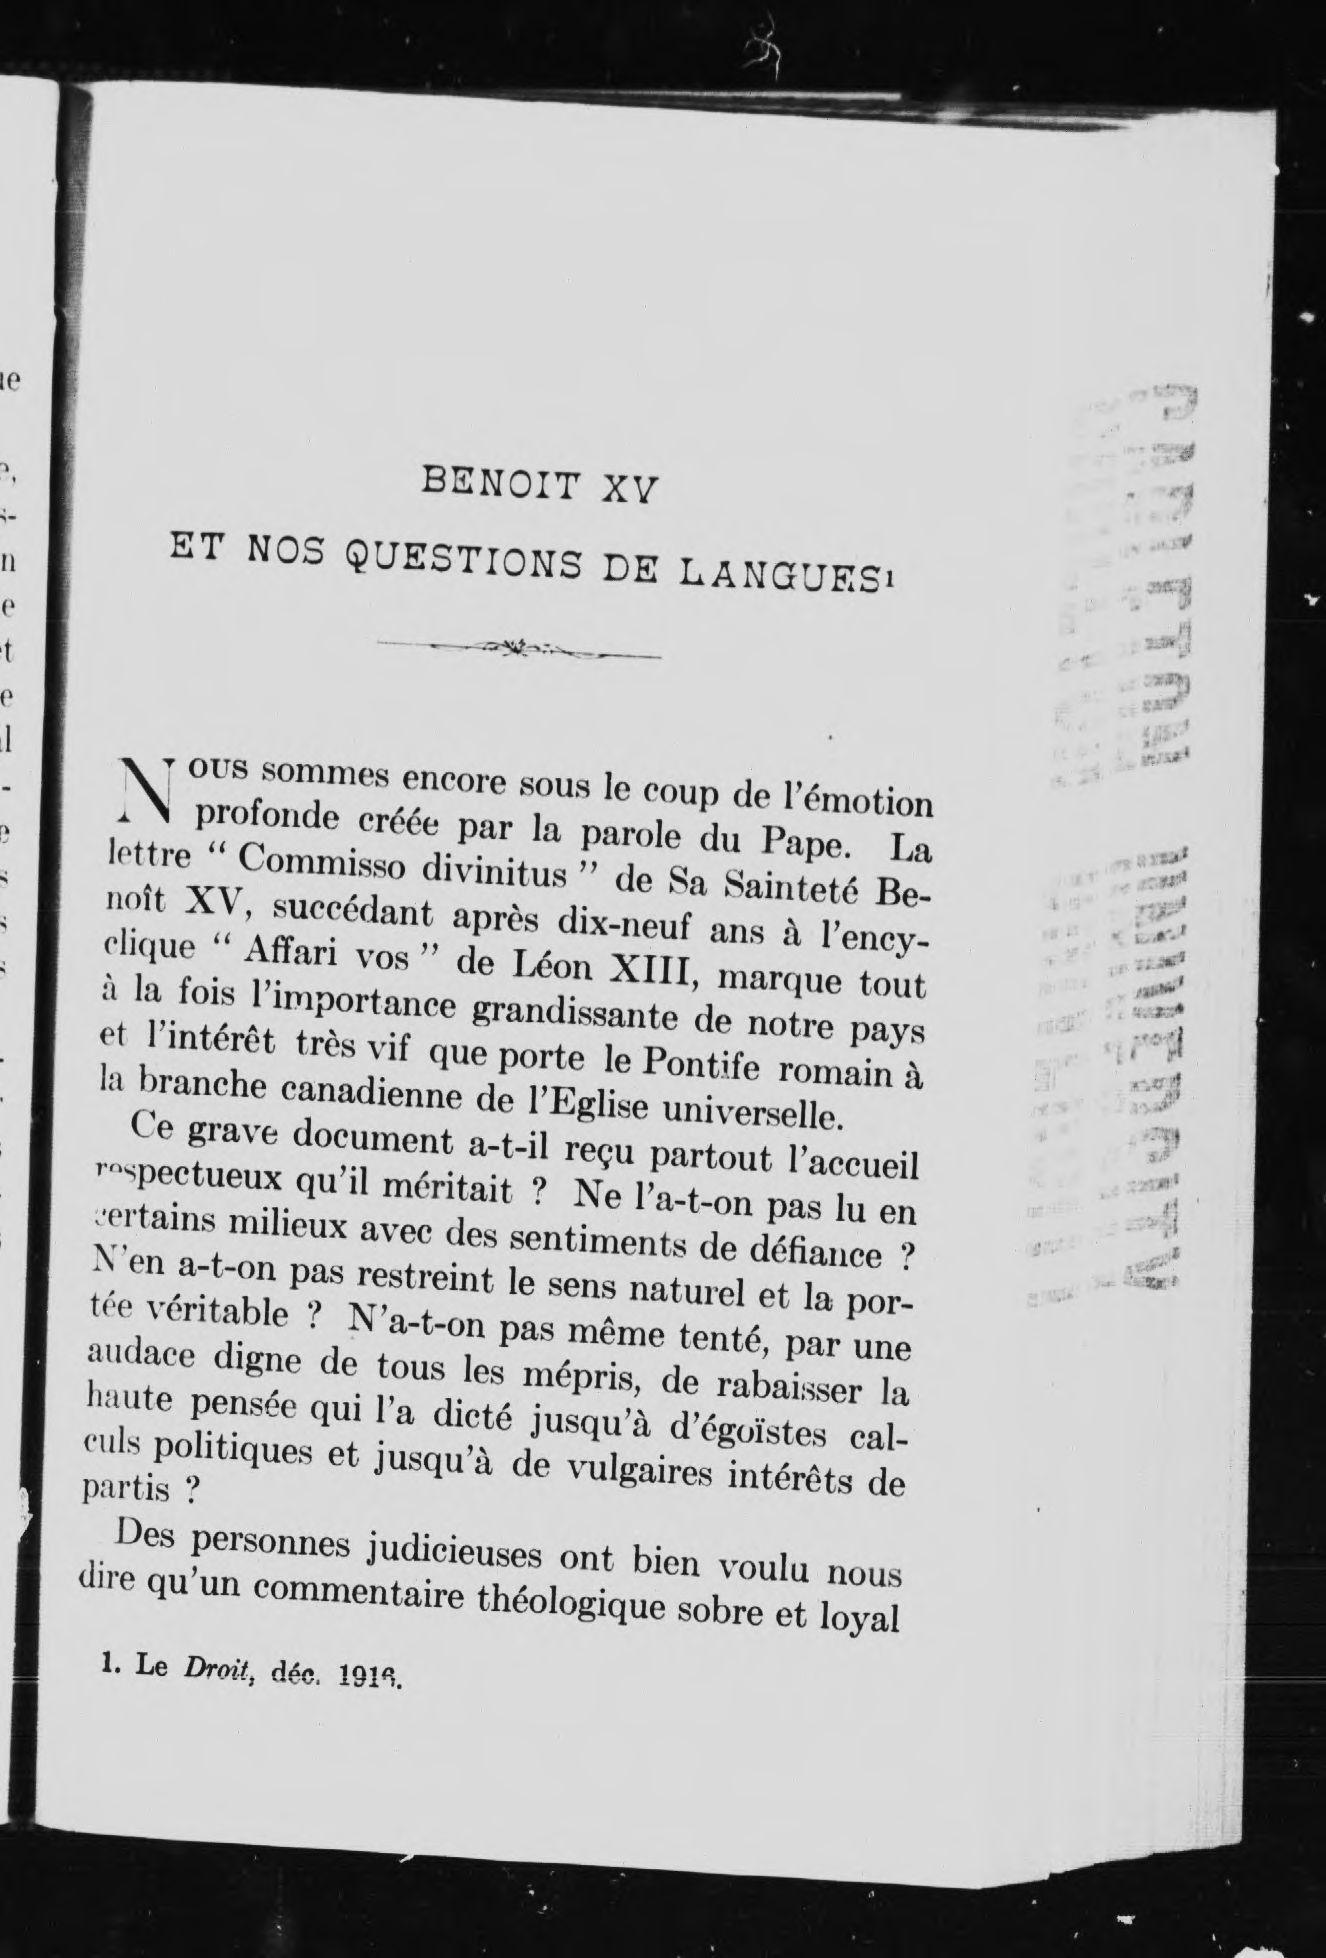 BENOIT XV
ET NOS QUESTIONS DE LANGUES¹
Nous sommes encore sous le coup de l'émotion
profonde créée par la parole du Pape. La
lettre “ Commisso divinitus ” de Sa Sainteté Be-
noît XV, succédant après dix-neuf ans à l'ency-
clique “ Affari vos ” de Léon XIII, marque tout
à la fois l'importance grandissante de notre pays
et l'intérêt très vif que porte le Pontife romain à
la branche canadienne de l'Eglise universelle.
Ce grave document a-t-il reçu partout l'accueil
respectueux qu'il méritait ? Ne l'a-t-on pas lu en
certains milieux avec des sentiments de défiance ?
N'en a-t-on pas restreint le sens naturel et la por-
tée véritable ? N'a-t-on pas même tenté, par une
audace digne de tous les mépris, de rabaisser la
haute pensée qui l'a dicté jusqu'à d'égoïstes cal-
culs politiques et jusqu'à de vulgaires intérêts de
partis ?
Des personnes judicieuses ont bien voulu nous
dire qu'un commentaire théologique sobre et loyal
1. Le Droit, déc. 1916.